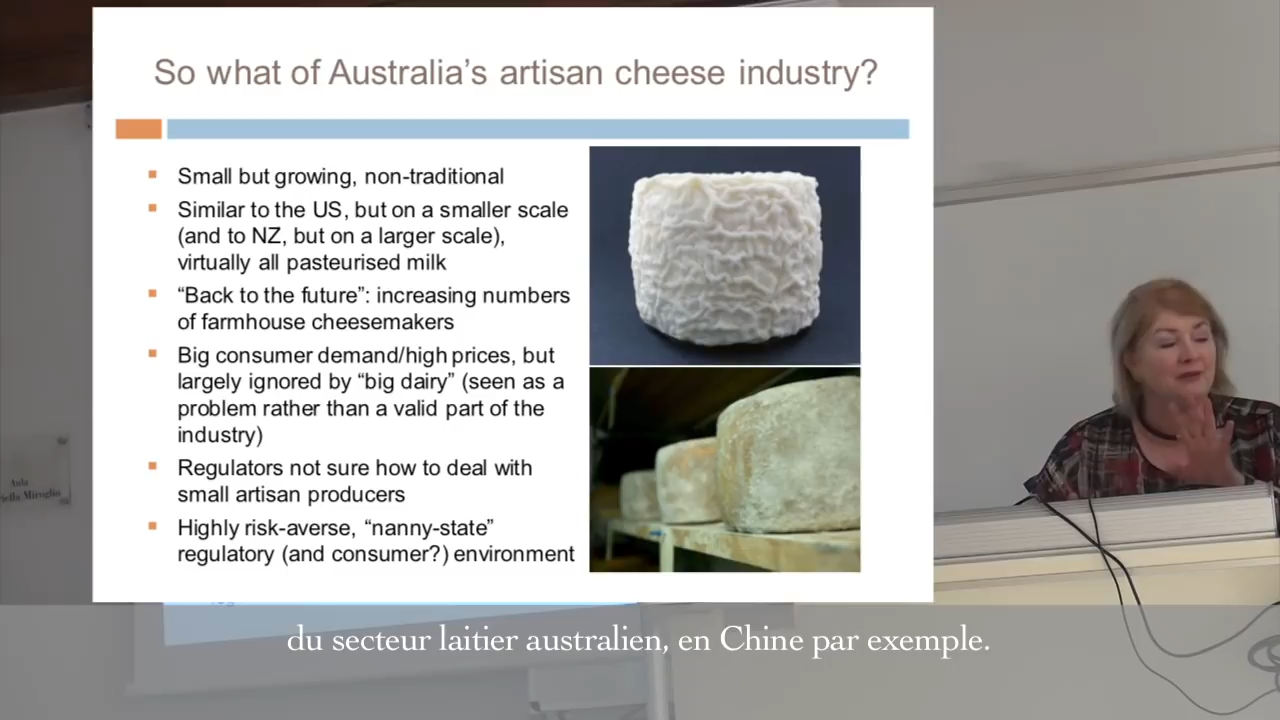 So what of Australia's artisan cheese industry?
Small but growing, non-traditional
Similar to the US, but on a smaller scale
(and to NZ, but on a larger scale),
virtually all pasteurised milk
“Back to the future”: increasing numbers
of farmhouse cheesemakers
Big consumer demand/high prices, but
largely ignored by “big dairy” (seen as a
problem rather than a valid part of the
industry)
Regulators not sure how to deal with
small artisan producers
Highly risk-averse, “nanny-state”
regulatory (and consumer?) environment
Aula
Miroglio
du secteur laitier australien, en Chine par exemple.